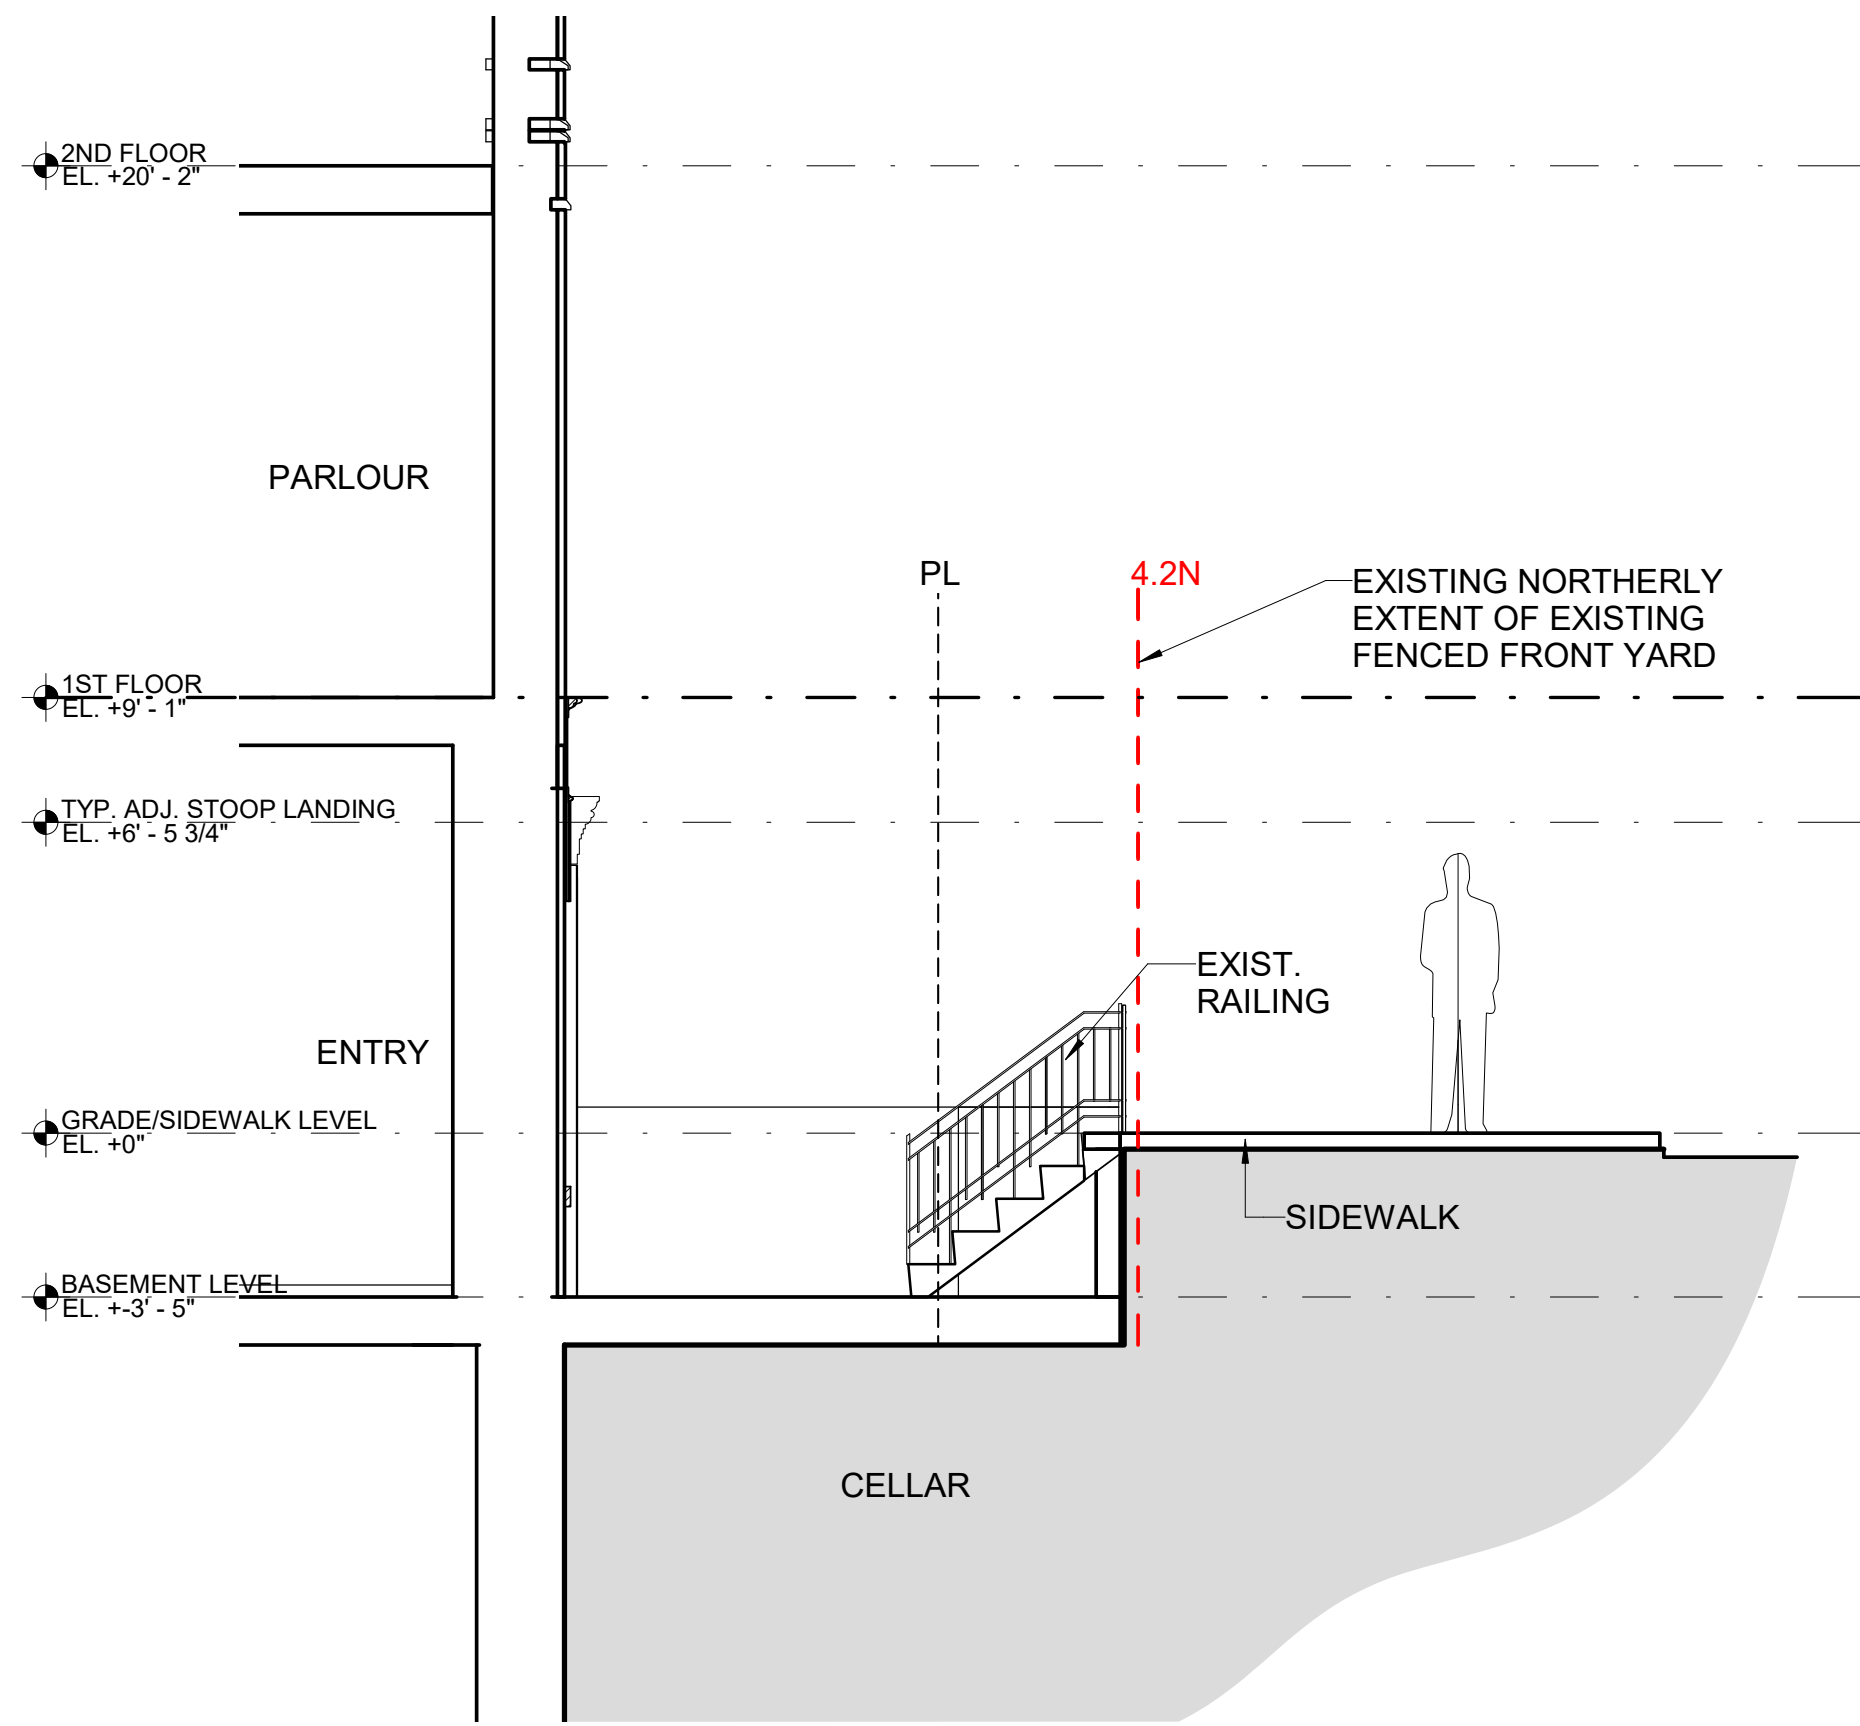 2ND FLOOR
EL. +20' - 2"
PARLOUR
PL
4.2N
EXISTING NORTHERLY
EXTENT OF EXISTING
FENCED FRONT YARD
1ST FLOOR
EL. +9' - 1"
TYP. ADJ. STOOP LANDING
EL. +6' - 5 3/4"
EXIST.
RAILING
ENTRY
GRADE/SIDEWALK LEVEL
EL. +0"
SIDEWALK
BASEMENT LEVEL
EL. +-3' - 5"
CELLAR